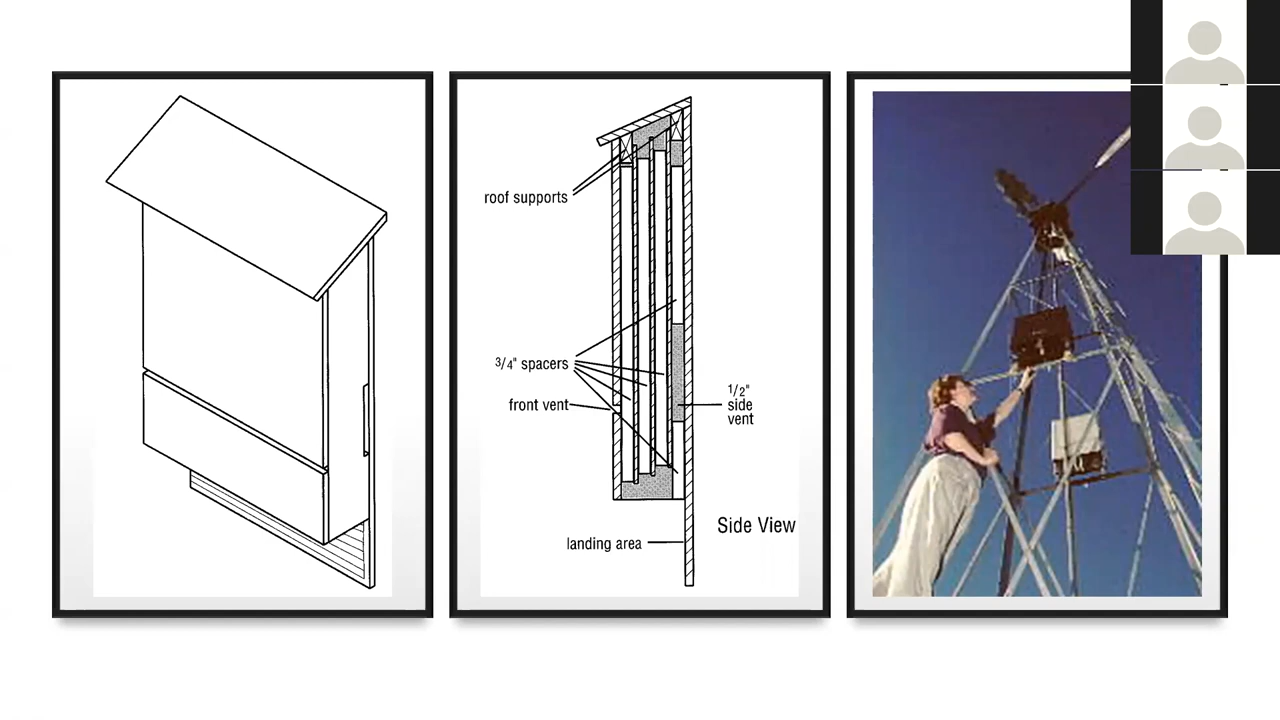 roof supports
3/4" spacers
front vent
1/2"
side
vent
Side View
landing area